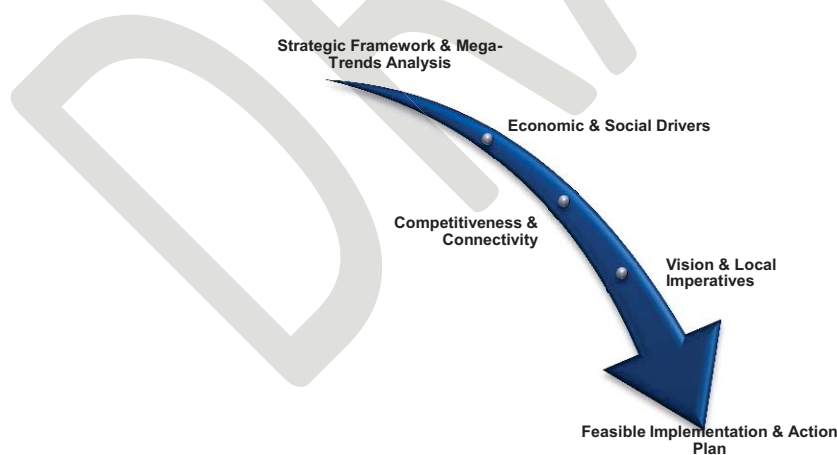 Strategic Framework & Mega-
Trends Analysis
Economic & Social Drivers
Competitiveness &
Connectivity
Vision & Local
Imperatives
Feasible Implementation & Action
Plan